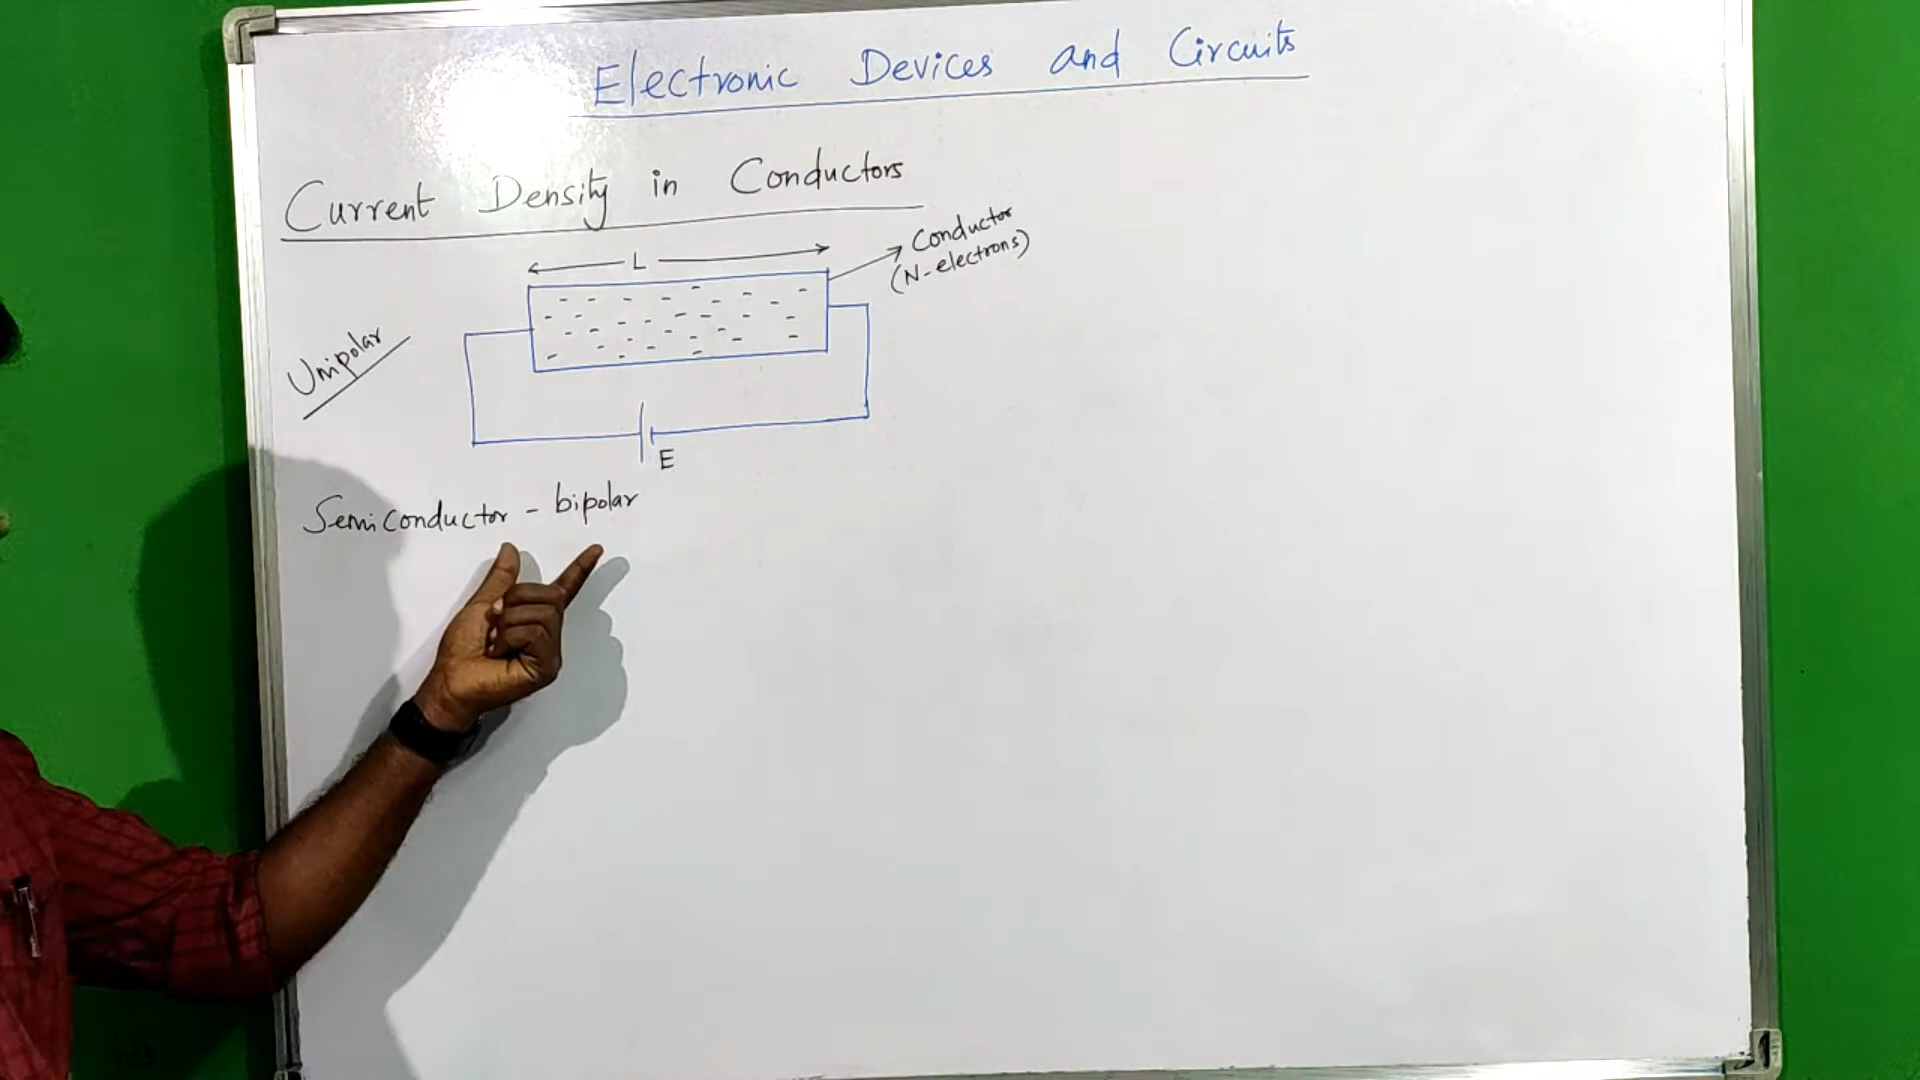 Electronic Devices and Circuits
Current Density in Conductors
L
Conductor
(N-electrons)
Unipolar
E
Semiconductor - bipolar